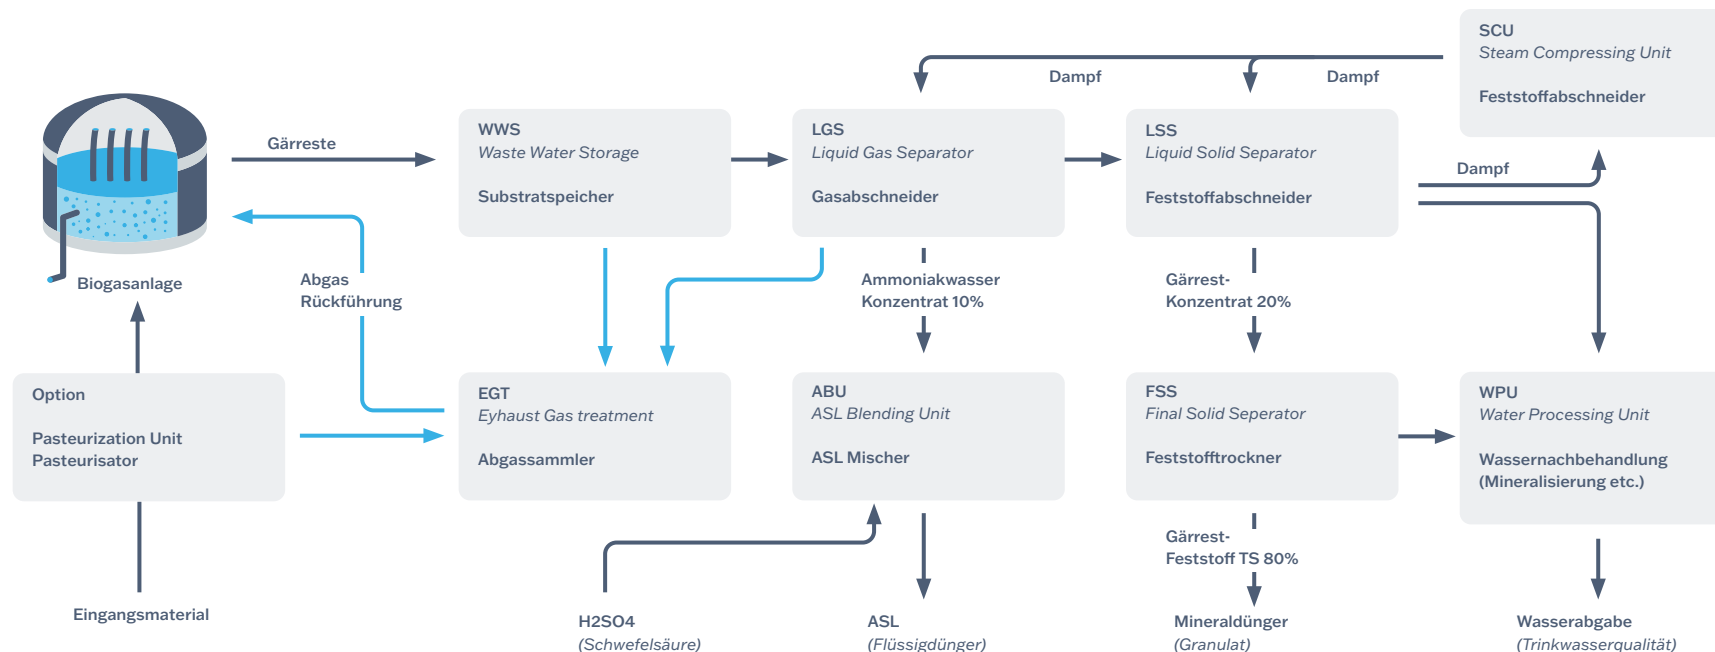 SCU
Steam Compressing Unit
Feststoffabschneider
Dampf
Dampf
Gärreste
WWS
Waste Water Storage
Substratspeicher
LGS
Liquid Gas Separator
Gasabschneider
LSS
Liquid Solid Separator
Feststoffabschneider
Dampf
Biogasanlage
Abgas
Rückführung
Ammoniakwasser
Konzentrat 10%
Gärrest-
Konzentrat 20%
Option
Pasteurization Unit
Pasteurisator
EGT
Eyhaust Gas treatment
Abgassammler
ABU
ASL Blending Unit
ASL Mischer
FSS
Final Solid Seperator
Feststofftrockner
WPU
Water Processing Unit
Wassernachbehandlung
(Mineralisierung etc.)
Gärrest-
Feststoff TS 80%
Eingangsmaterial
H2SO4
(Schwefelsäure)
ASL
(Flüssigdünger)
Mineraldünger
(Granulat)
Wasserabgabe
(Trinkwasserqualität)